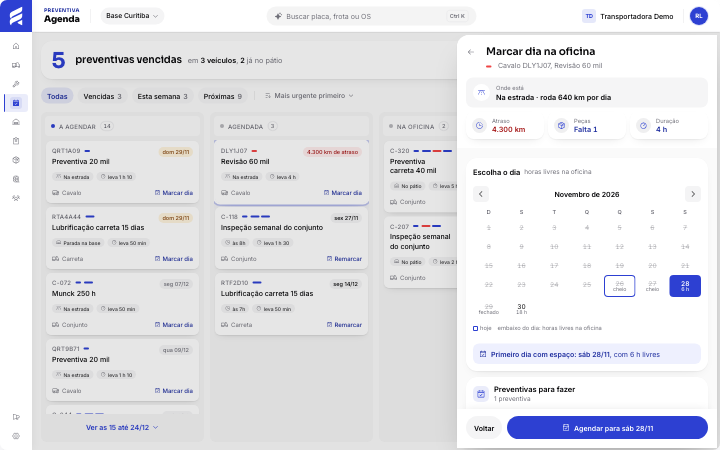 PREVENTIVA
Agenda
Base Curitiba
Buscar placa, frota ou OS
Ctrl K
TD
Transportadora Demo
RL
5 preventivas vencidas em 3 veículos, 2 já no pátio
Todas
Vencidas 3
Esta semana 3
Próximas 9
Mais urgente primeiro
A AGENDAR 14
QRT1A09
dom 29/11
Preventiva 20 mil
Na estrada
leva 1 h 10
Cavalo
Marcar dia
RTA4A44
dom 29/11
Lubrificação carreta 15 dias
Parada na base
leva 50 min
Carreta
Marcar dia
C-072
seg 07/12
Munck 250 h
Na estrada
leva 50 min
Conjunto
Marcar dia
QRT9B71
qua 09/12
Preventiva 20 mil
Na estrada
leva 1 h 10
Cavalo
Marcar dia
Ver as 15 até 24/12
AGENDADA 3
DLY1J07
4.300 km de atraso
Revisão 60 mil
Na estrada
leva 4 h
Cavalo
Marcar dia
C-118
sex 27/11
Inspeção semanal do conjunto
às 8h
leva 1 h 30
Conjunto
Remarcar
RTF2D10
seg 14/12
Lubrificação carreta 15 dias
às 7h
leva 50 min
Carreta
Remarcar
NA OFICINA 2
C-320
Preventiva
carreta 40 mil
No pátio
Conjunto
C-207
Inspeção semanal
do conjunto
No pátio
leva 2 h
Conjunto
Marcar dia na oficina
Cavalo DLY1J07, Revisão 60 mil
Onde está
Na estrada · roda 640 km por dia
Atraso
4.300 km
Peças
Falta 1
Duração
4 h
Escolha o dia horas livres na oficina
Novembro de 2026
D S T Q Q S S
1 2 3 4 5 6 7
8 9 10 11 12 13 14
15 16 17 18 19 20 21
22 23 24 25 26 27 28
cheio cheio 6 h
29 30
fechado 18 h
hoje embaixo do dia: horas livres na oficina
Primeiro dia com espaço: sáb 28/11, com 6 h livres
Preventivas para fazer
1 preventiva
Voltar
Agendar para sáb 28/11